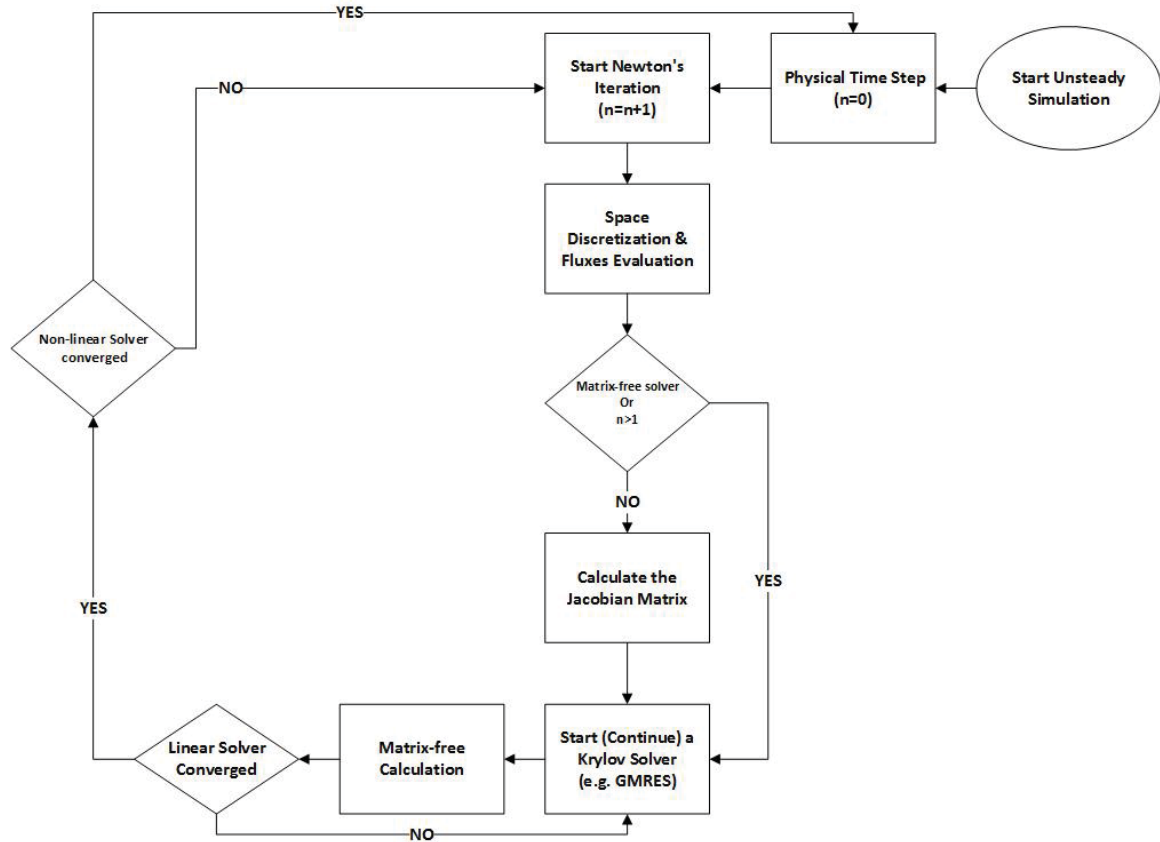 YES
Start Newton's
Iteration
(n=n+1)
Physical Time Step
(n=0)
Start Unsteady
Simulation
NO
Space
Discretization &
Fluxes Evaluation
Non-linear Solver
converged
Matrix-free solver
Or
n>1
NO
Calculate the
Jacobian Matrix
YES
YES
Linear Solver
Converged
Matrix-free
Calculation
Start (Continue) a
Krylov Solver
(e.g. GMRES)
NO